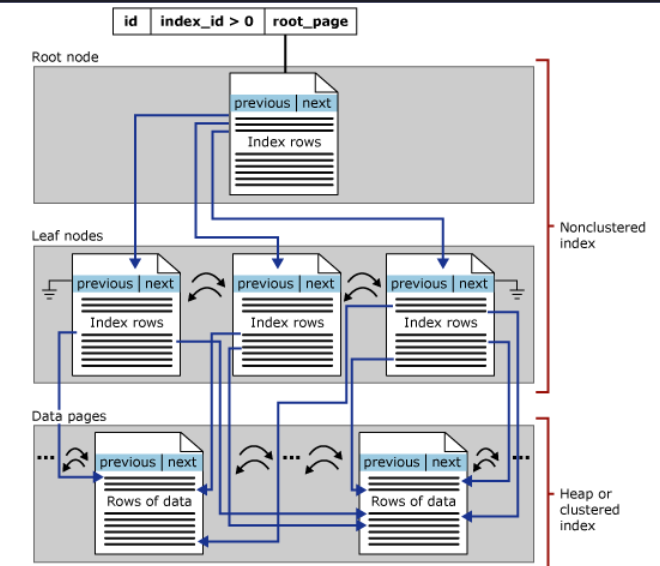 id index_id > 0 root_page
Root node
previous next
Index rows
Nonclustered
index
Leaf nodes
previous next previous next previous next
Index rows Index rows Index rows
Data pages
... ... ...
previous next previous next
Rows of data Rows of data
Heap or
clustered
index